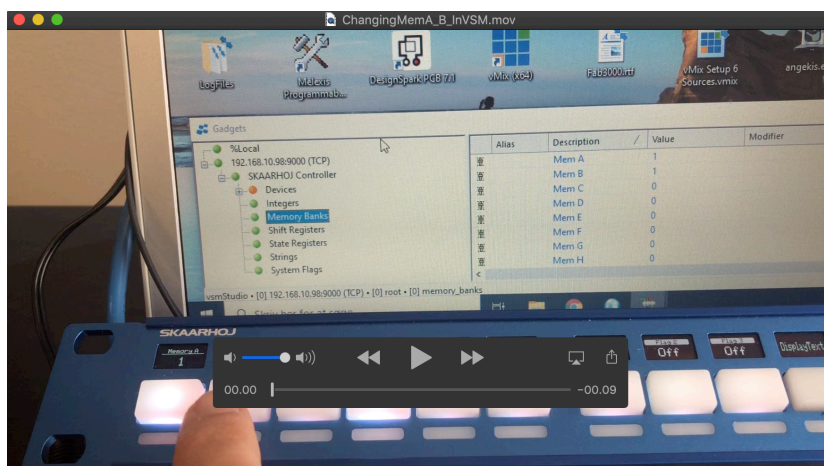 ChangingMemA_B_InVSM.mov
LogFiles
Melexis
Programmab...
DesignSpark PCB 7.1
vMix (x64)
Fab3000.rtf
vMix Setup 6
Sources.vmix
angekis.e
Gadgets
%Local
192.168.10.98:9000 (TCP)
SKAARHOJ Controller
Devices
Integers
Memory Banks
Shift Registers
State Registers
Strings
System Flags
Alias Description / Value Modifier
Mem A 1
Mem B 1
Mem C 0
Mem D 0
Mem E 0
Mem F 0
Mem G 0
Mem H 0
<
vsmStudio • [0] 192.168.10.98:9000 (TCP) • [0] root • [0] memory_banks
SKAARHOJ
Memory A
1
Off
Flag 7
Off
DisplayText
00.00
-00.09